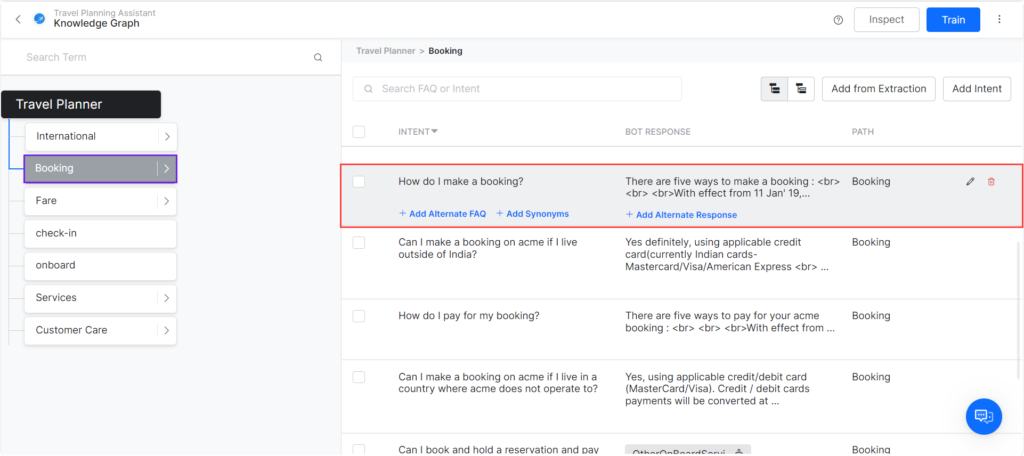 Travel Planning Assistant
Knowledge Graph
Inspect
Train
Search Term
Travel Planner > Booking
Travel Planner
International
Booking
Fare
check-in
onboard
Services
Customer Care
Search FAQ or Intent
Add from Extraction
Add Intent
INTENT
BOT RESPONSE
PATH
How do I make a booking?
There are five ways to make a booking : <br>
<br> <br>With effect from 11 Jan' 19,...
Booking
+ Add Alternate FAQ
+ Add Synonyms
+ Add Alternate Response
Can I make a booking on acme if I live
outside of India?
Yes definitely, using applicable credit
card(currently Indian cards-
Mastercard/Visa/American Express <br> ...
Booking
How do I pay for my booking?
There are five ways to pay for your acme
booking : <br> <br> <br>With effect from ...
Booking
Can I make a booking on acme if I live in a
country where acme does not operate to?
Yes, using applicable credit/debit card
(MasterCard/Visa). Credit / debit cards
payments will be converted at ...
Booking
Can I book and hold a reservation and pay
OtherOnBoardServi...
Booking